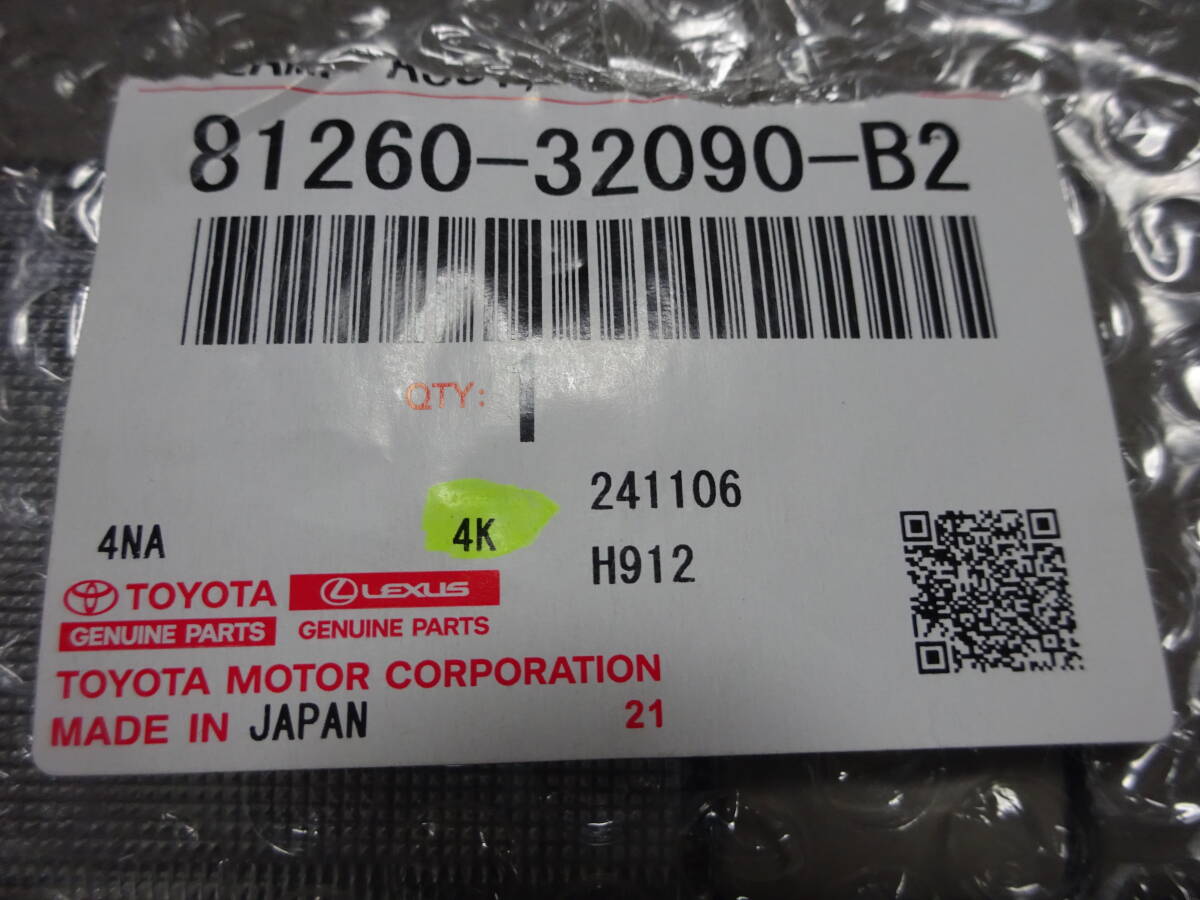 81260-32090-B2
QTY: 1
241106
4NA 4K
H912
TOYOTA LEXUS
GENUINE PARTS GENUINE PARTS
TOYOTA MOTOR CORPORATION
MADE IN JAPAN 21